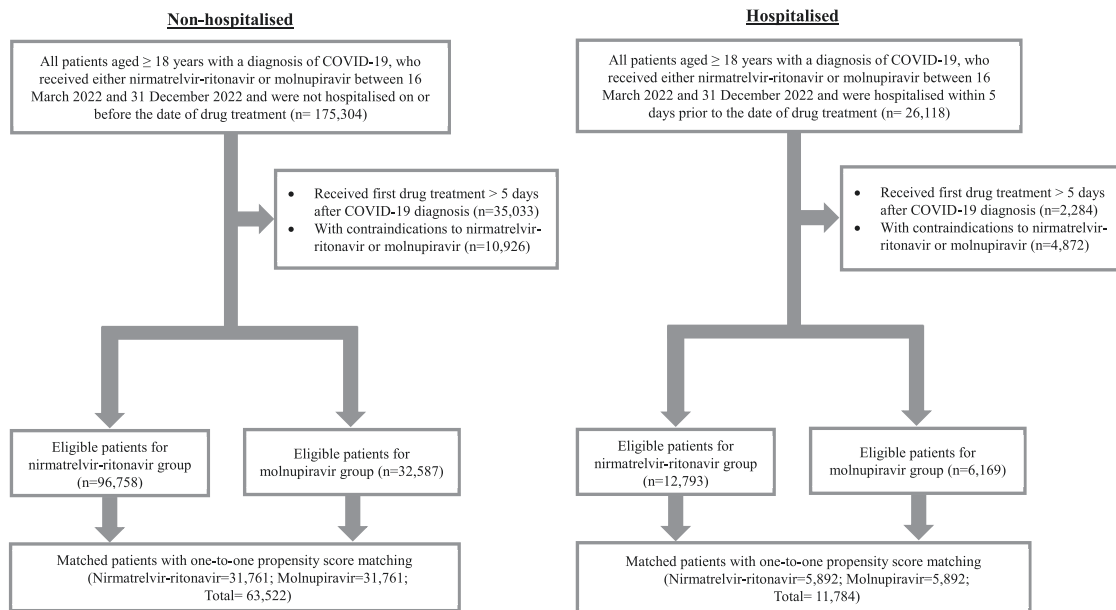 Non-hospitalised
All patients aged ≥ 18 years with a diagnosis of COVID-19, who
received either nirmatrelvir-ritonavir or molnupiravir between 16
March 2022 and 31 December 2022 and were not hospitalised on or
before the date of drug treatment (n= 175,304)
• Received first drug treatment > 5 days
after COVID-19 diagnosis (n=35,033)
• With contraindications to nirmatrelvir-
ritonavir or molnupiravir (n=10,926)
Eligible patients for
nirmatrelvir-ritonavir group
(n=96,758)
Eligible patients for
molnupiravir group (n=32,587)
Matched patients with one-to-one propensity score matching
(Nirmatrelvir-ritonavir=31,761; Molnupiravir=31,761;
Total= 63,522)
Hospitalised
All patients aged ≥ 18 years with a diagnosis of COVID-19, who
received either nirmatrelvir-ritonavir or molnupiravir between 16
March 2022 and 31 December 2022 and were hospitalised within 5
days prior to the date of drug treatment (n= 26,118)
• Received first drug treatment > 5 days
after COVID-19 diagnosis (n=2,284)
• With contraindications to nirmatrelvir-
ritonavir or molnupiravir (n=4,872)
Eligible patients for
nirmatrelvir-ritonavir group
(n=12,793)
Eligible patients for
molnupiravir group (n=6,169)
Matched patients with one-to-one propensity score matching
(Nirmatrelvir-ritonavir=5,892; Molnupiravir=5,892;
Total= 11,784)